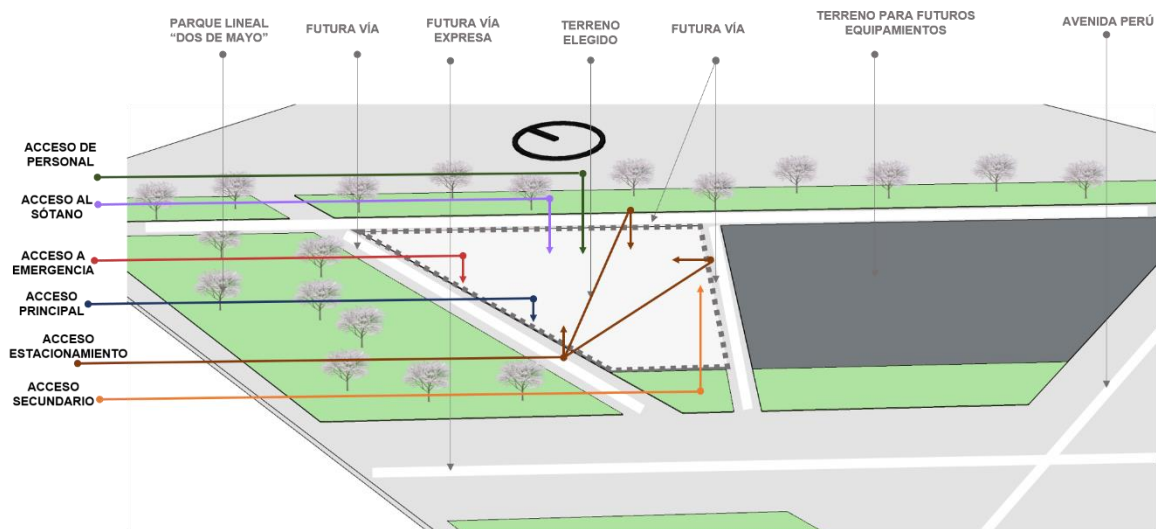 PARQUE LINEAL
“DOS DE MAYO”
FUTURA VÍA
FUTURA VÍA
EXPRESA
TERRENO
ELEGIDO
FUTURA VÍA
TERRENO PARA FUTUROS
EQUIPAMIENTOS
AVENIDA PERÚ
ACCESO DE
PERSONAL
ACCESO AL
SÓTANO
ACCESO A
EMERGENCIA
ACCESO
PRINCIPAL
ACCESO
ESTACIONAMIENTO
ACCESO
SECUNDARIO